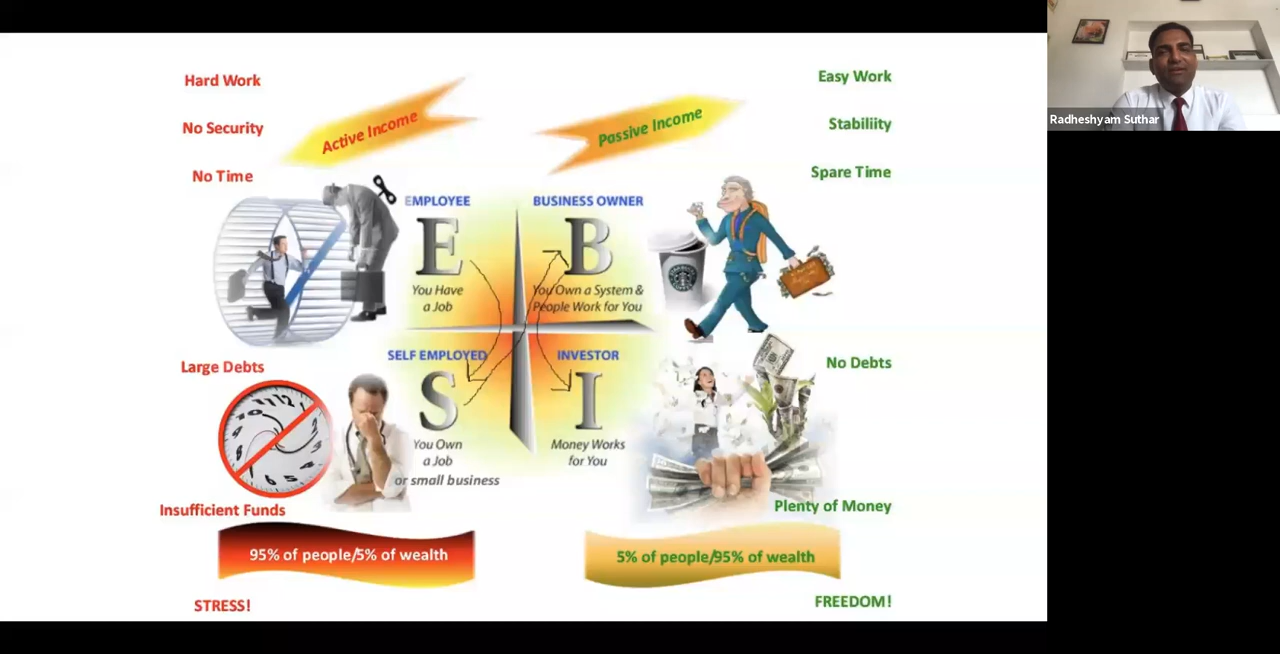 Hard Work
No Security
No Time
Active Income
Passive Income
Easy Work
Stabiliity
Spare Time
EMPLOYEE
E
You Have
a Job
BUSINESS OWNER
B
You Own a System &
People Work for You
SELF EMPLOYED
S
You Own
a Job
or small business
INVESTOR
I
Money Works
for You
Large Debts
Insufficient Funds
No Debts
Plenty of Money
95% of people/5% of wealth
5% of people/95% of wealth
STRESS!
FREEDOM!
Radheshyam Suthar